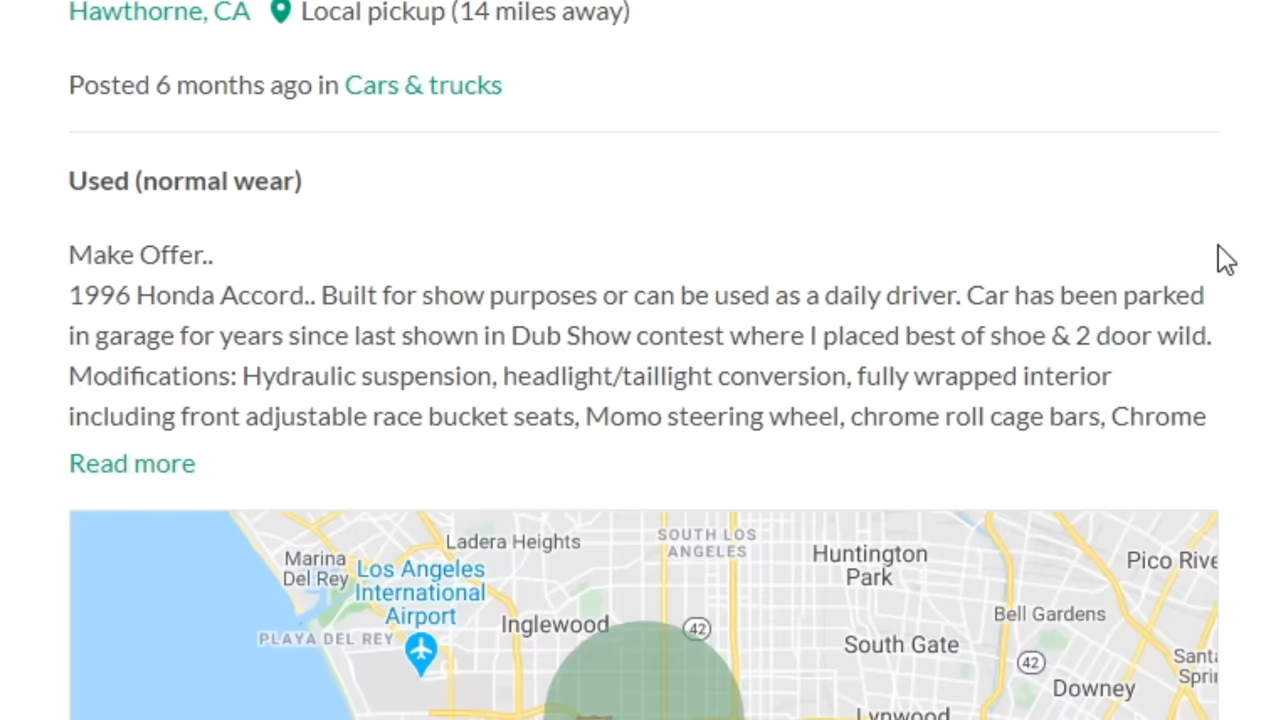 Hawthorne, CA Local pickup (14 miles away)
Posted 6 months ago in Cars & trucks
Used (normal wear)
Make Offer..
1996 Honda Accord.. Built for show purposes or can be used as a daily driver. Car has been parked
in garage for years since last shown in Dub Show contest where I placed best of shoe & 2 door wild.
Modifications: Hydraulic suspension, headlight/taillight conversion, fully wrapped interior
including front adjustable race bucket seats, Momo steering wheel, chrome roll cage bars, Chrome
Read more
Ladera Heights
SOUTH LOS
ANGELES
Marina
Del Rey
Los Angeles
International
Airport
Huntington
Park
Pico Rive
Inglewood
42
Bell Gardens
PLAYA DEL REY
South Gate
42
Santa
Sprin
Downey
Lynwood